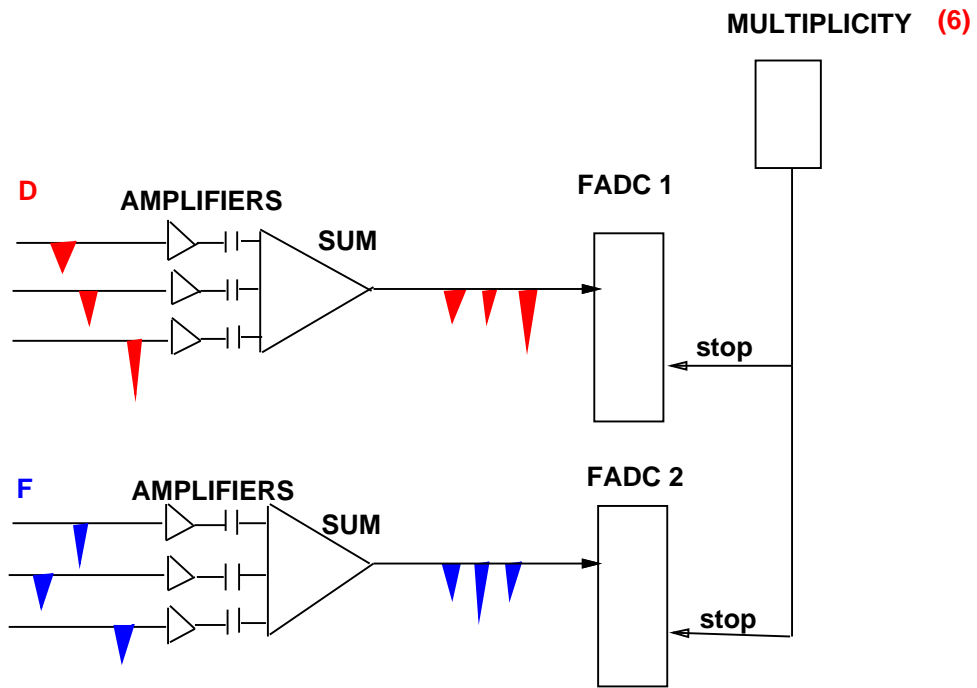 MULTIPLICITY (6)
D
AMPLIFIERS
SUM
FADC 1
stop
F
AMPLIFIERS
SUM
FADC 2
stop